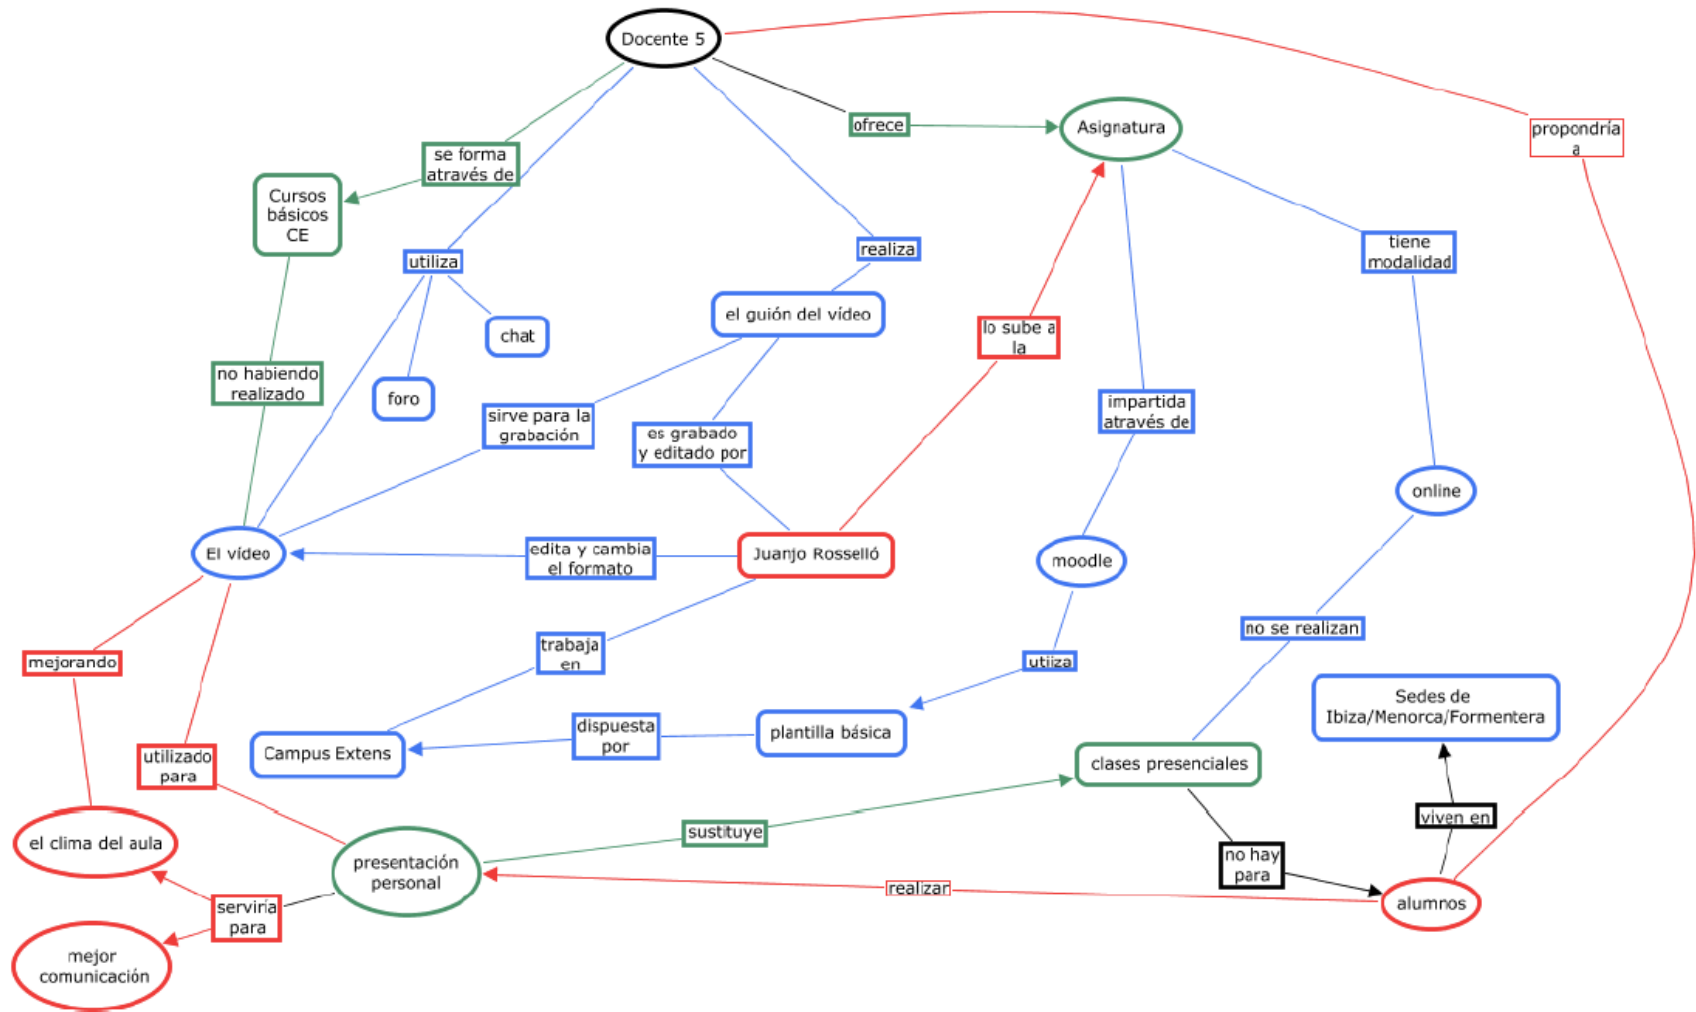 Docente 5
ofrece
Asignatura
propondría
a
se forma
através de
Cursos
básicos
CE
utiliza
realiza
tiene
modalidad
el guión del vídeo
chat
lo sube a
la
no habiendo
realizado
foro
sirve para la
grabación
es grabado
y editado por
impartida
através de
online
El vídeo
edita y cambia
el formato
Juanjo Rosselló
moodle
no se realizan
mejorando
trabaja
en
utiiza
Sedes de
Ibiza/Menorca/Formentera
utilizado
para
Campus Extens
dispuesta
por
plantilla básica
clases presenciales
viven en
el clima del aula
sustituye
presentación
personal
no hay
para
realizar
alumnos
serviría
para
mejor
comunicación